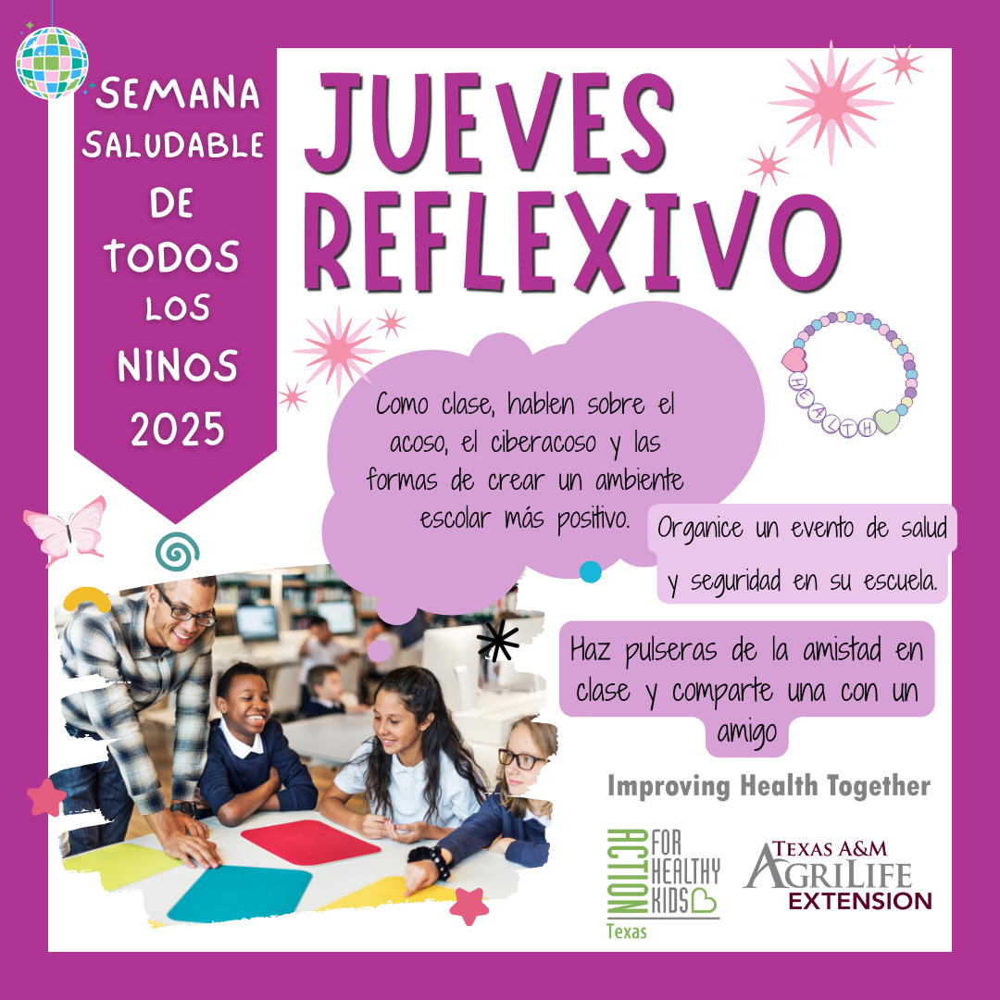 SEMANA
SALUDABLE
DE
TODOS
LOS
NINOS
2025
JUEVES
REFLEXIVO
HEALTH
Como clase, hablen sobre el
acoso, el ciberacoso y las
formas de crear un ambiente
escolar más positivo.
Organice un evento de salud
y seguridad en su escuela.
Haz pulseras de la amistad en
clase y comparte una con un
amigo
Improving Health Together
ACTION
FOR
HEALTHY
KIDS
Texas
TEXAS A&M
AGRILIFE
EXTENSION